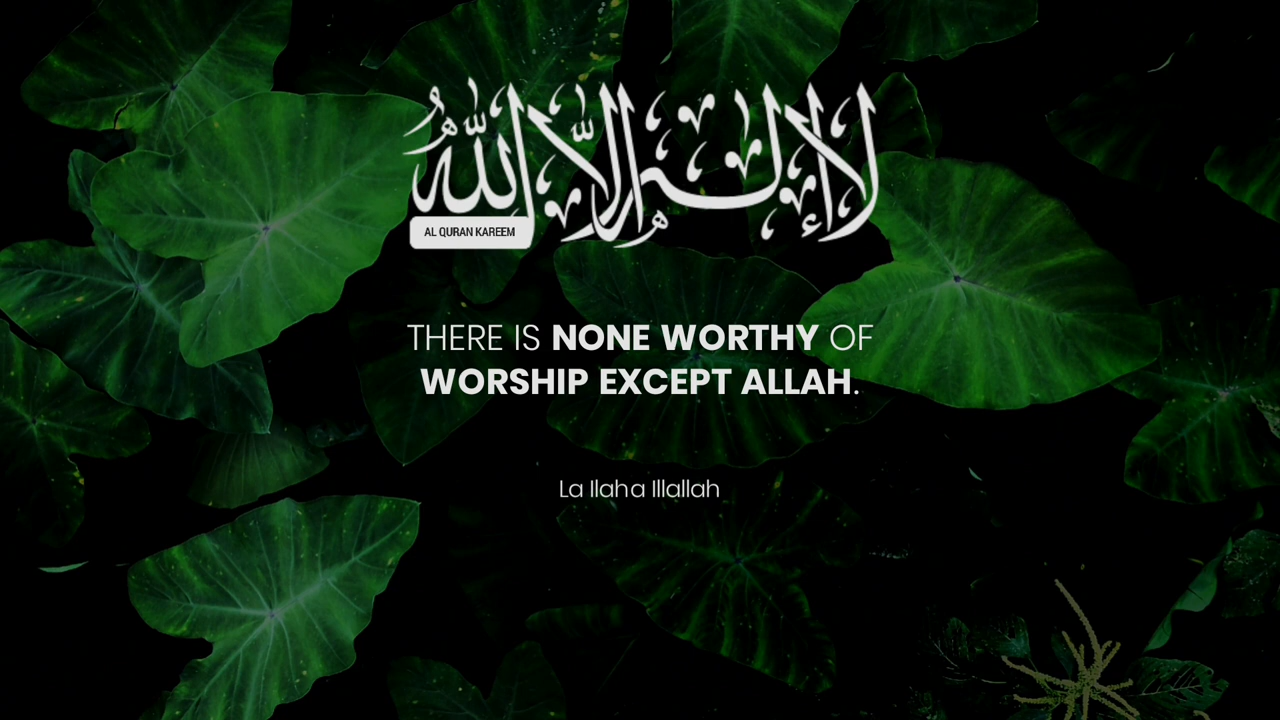 لا إله إلا الله
AL QURAN KAREEM
THERE IS NONE WORTHY OF
WORSHIP EXCEPT ALLAH.
La Ilaha Illallah